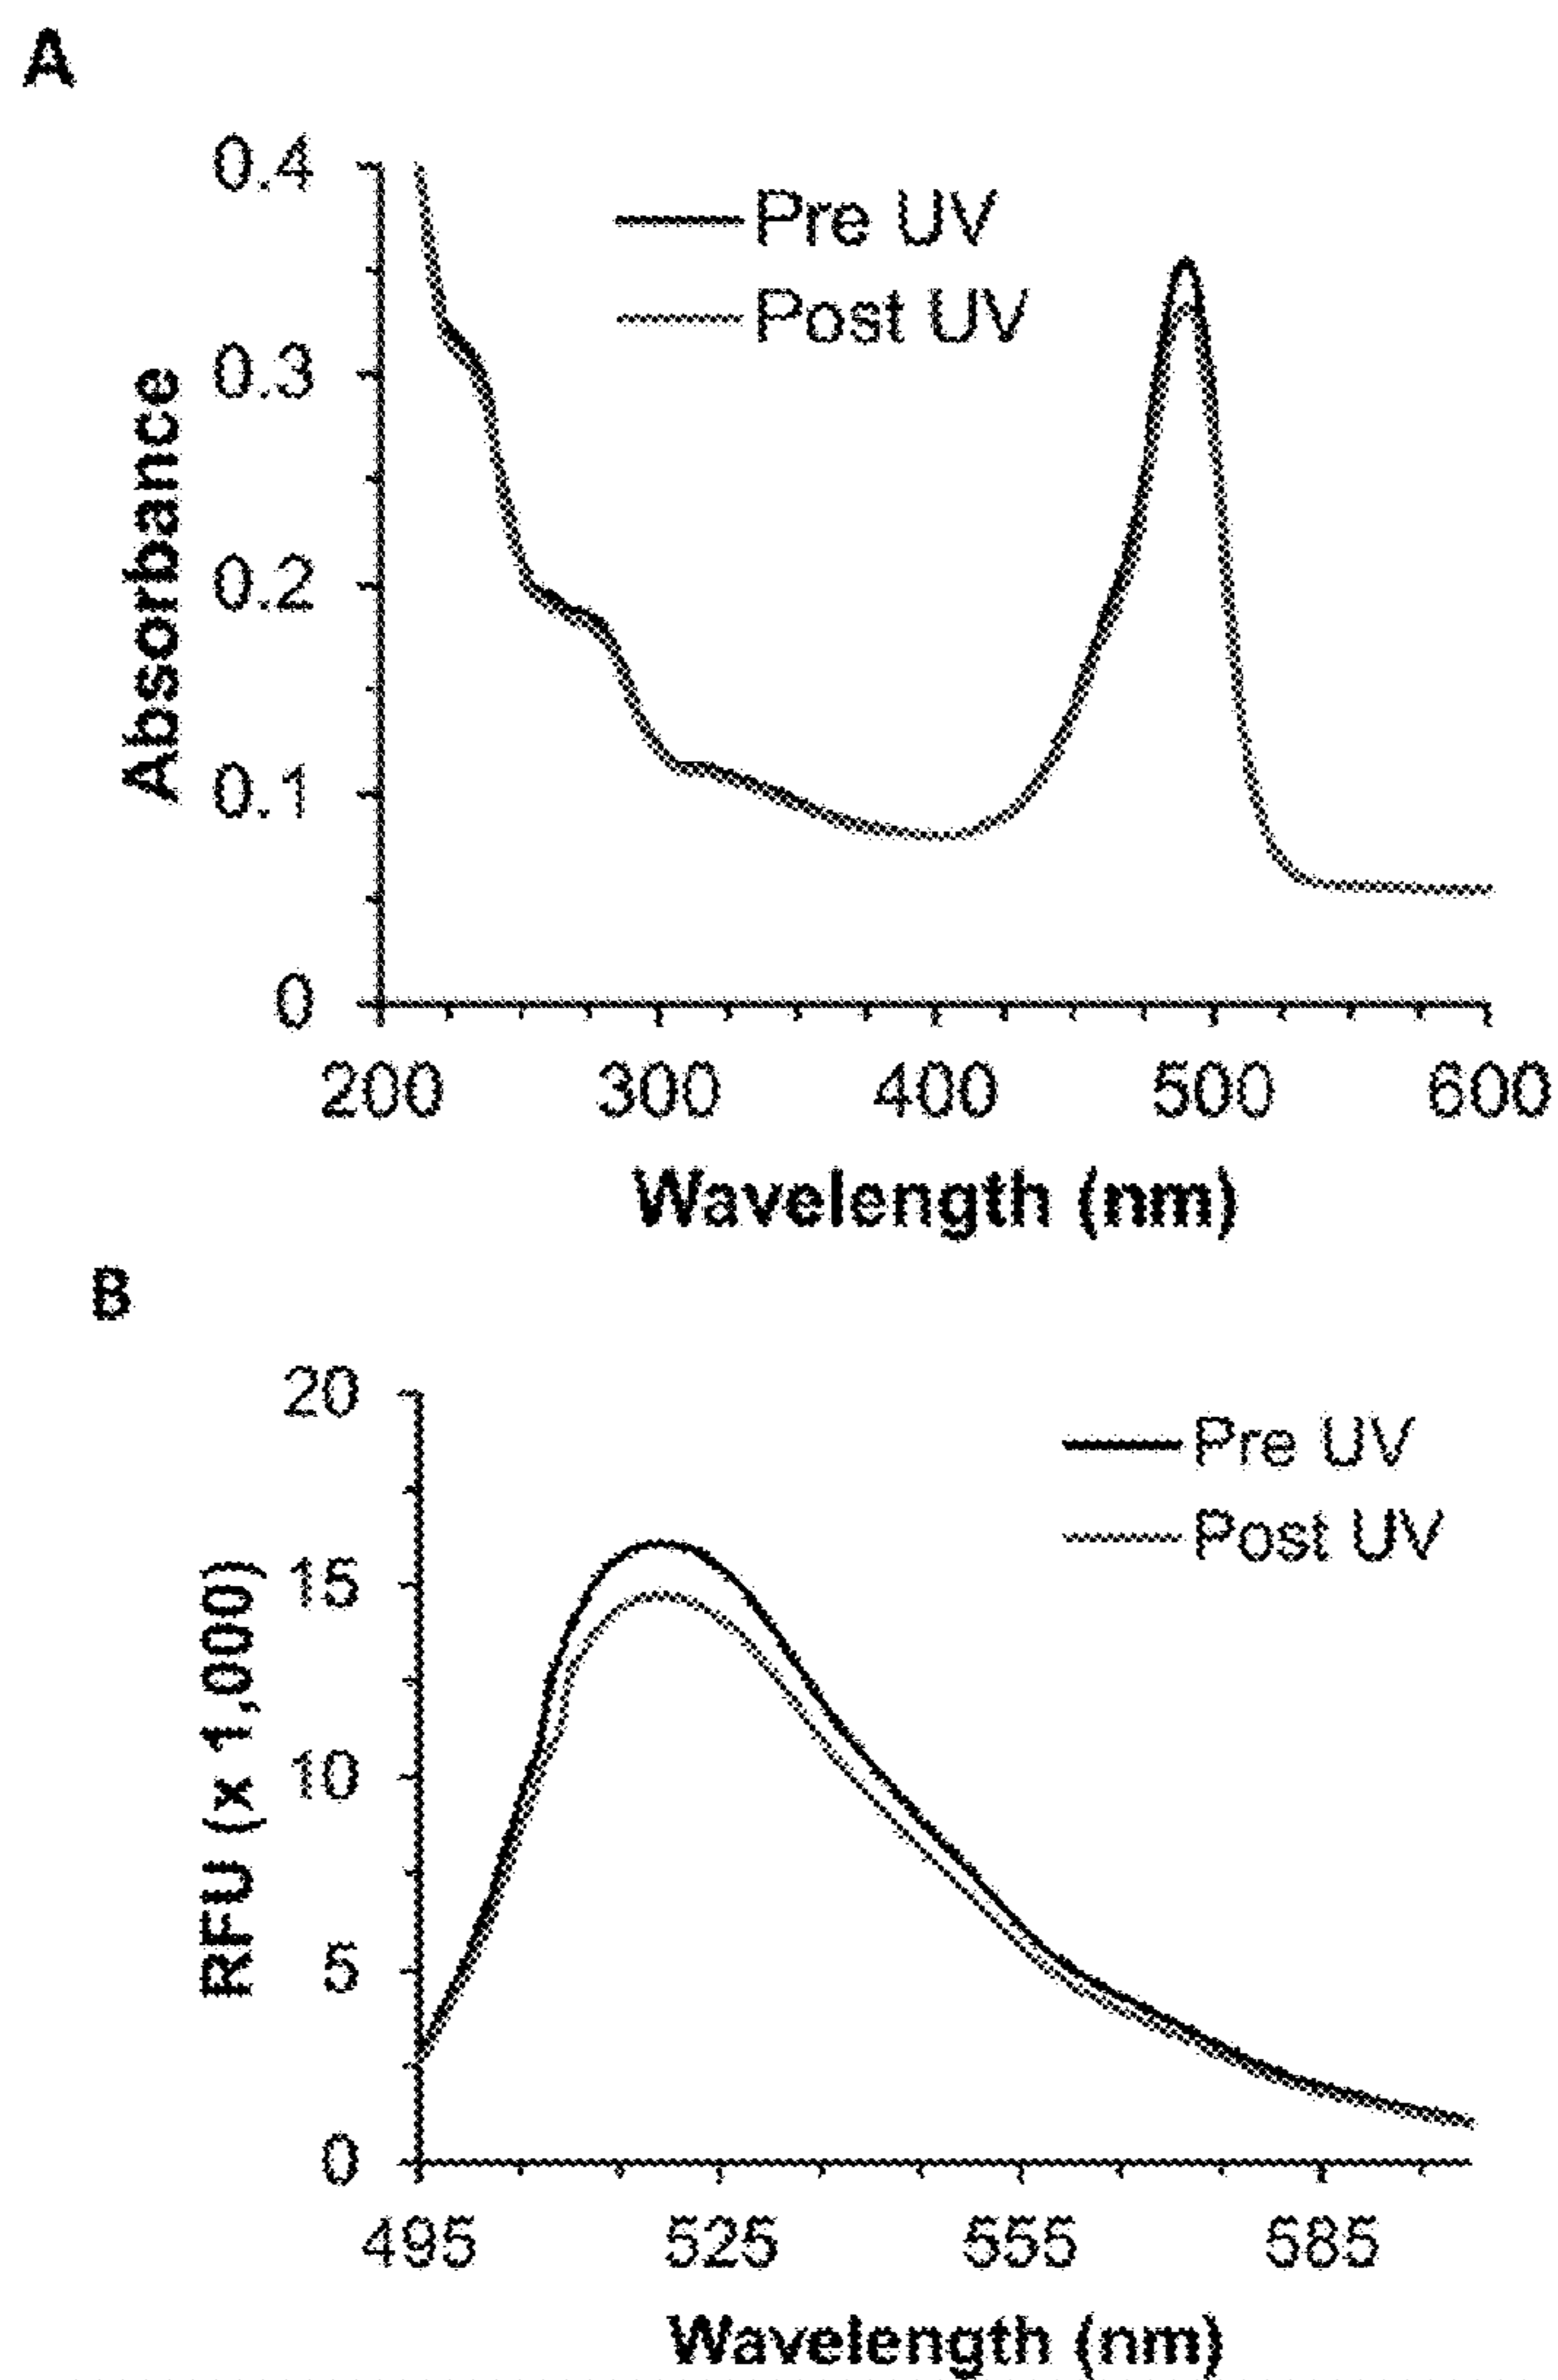 A
0.4
0.3
0.2
0.1
0
Absorbance
Pre UV
Post UV
200 300 400 500 600
Wavelength (nm)
B
20
15
10
5
0
RFU (x 1,000)
Pre UV
Post UV
495 525 555 585
Wavelength (nm)